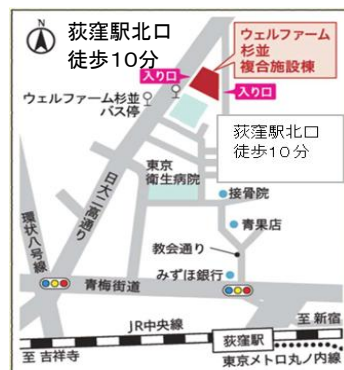 N
荻窪駅北口
徒歩10分
ウェルファーム
杉並
複合施設棟
入り口
入り口
ウェルファーム杉並
バス停
荻窪駅北口
徒歩10分
東京
衛生病院
日大二高通り
接骨院
青果店
環状八号線
教会通り
みずほ銀行
青梅街道
JR中央線
至 新宿
荻窪駅
至 吉祥寺
東京メトロ丸ノ内線